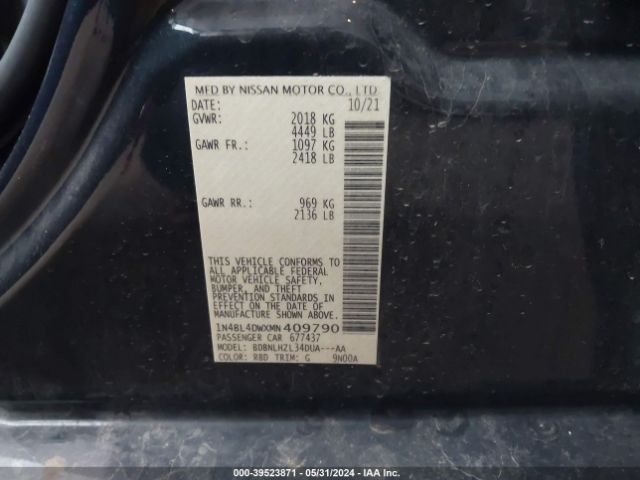 MFD BY NISSAN MOTOR CO., LTD
DATE: 10/21
GVWR: 2018 KG
4449 LB
GAWR FR.: 1097 KG
2418 LB
GAWR RR.: 969 KG
2136 LB
THIS VEHICLE CONFORMS TO
ALL APPLICABLE FEDERAL
MOTOR VEHICLE SAFETY,
BUMPER, AND THEFT
PREVENTION STANDARDS IN
EFFECT ON THE DATE OF
MANUFACTURE SHOWN ABOVE.
1N4BL4DWXMN409790
PASSENGER CAR 677437
MODEL: BDBNLHZL34DUA---AA
COLOR: RBD TRIM: G 9N00A
000-39523871 - 05/31/2024 - IAA Inc.